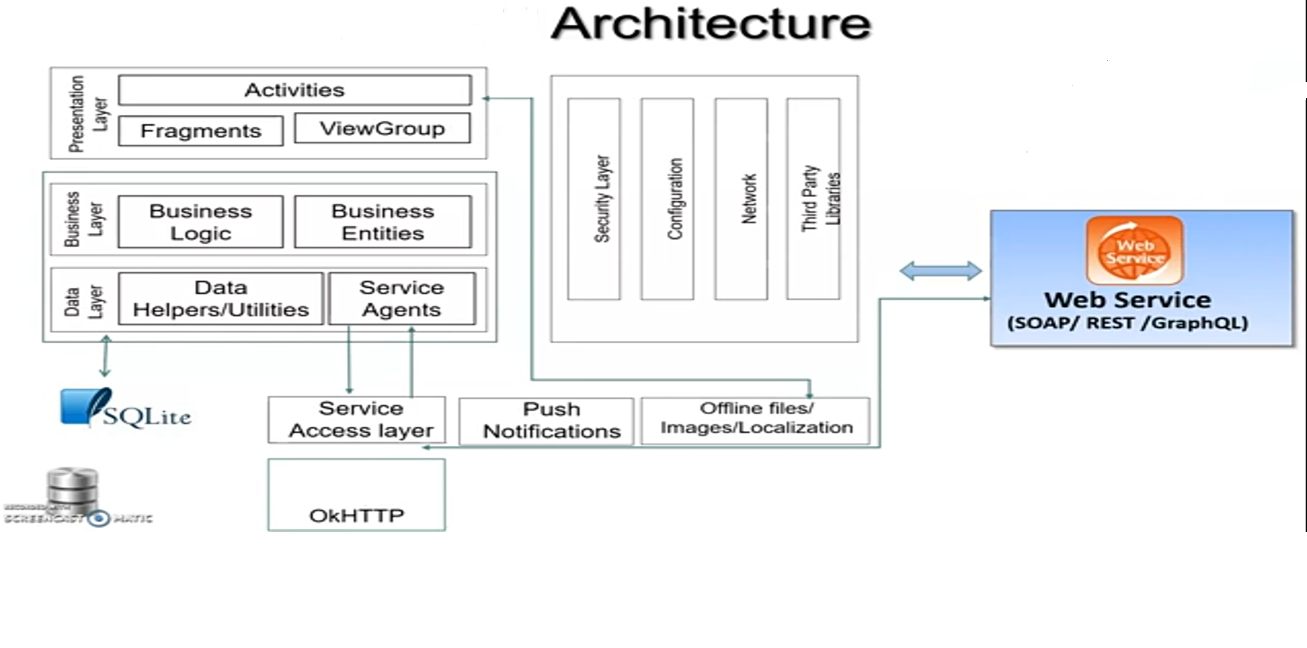 Architecture
Presentation
Layer
Activities
Fragments
ViewGroup
Business
Layer
Business
Logic
Business
Entities
Data
Layer
Data
Helpers/Utilities
Service
Agents
Security Layer
Configuration
Network
Third Party
Libraries
Web
Service
Web Service
(SOAP/ REST /GraphQL)
SQLite
Service
Access layer
Push
Notifications
Offline files/
Images/Localization
OkHTTP
RECORDED WITH
SCREENCAST MATIC